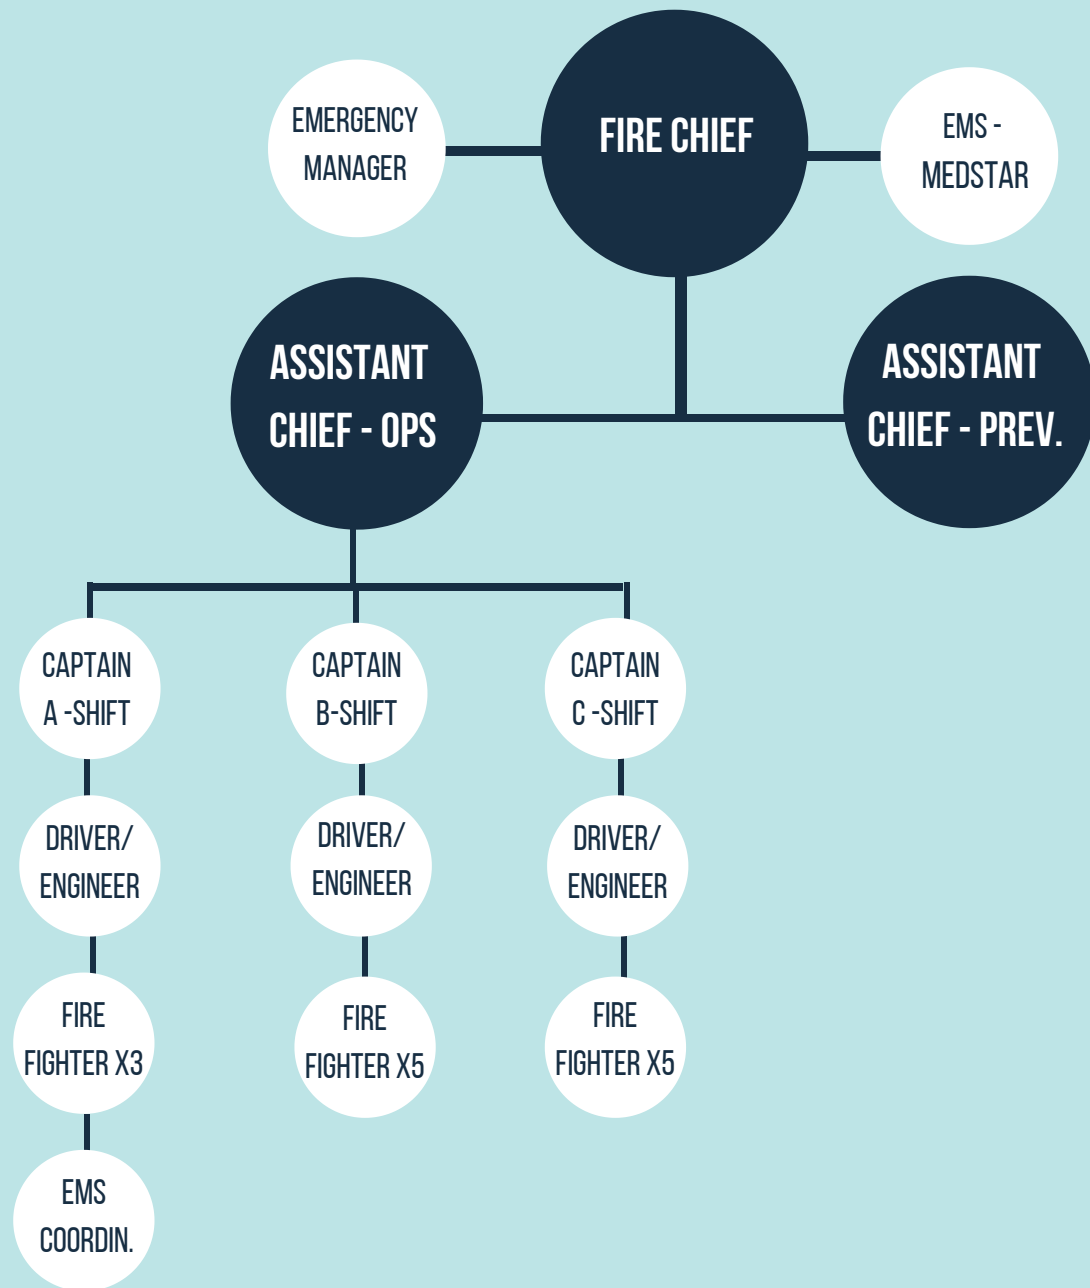 EMERGENCY
MANAGER
FIRE CHIEF
EMS -
MEDSTAR
ASSISTANT
CHIEF - OPS
ASSISTANT
CHIEF - PREV.
CAPTAIN
A -SHIFT
CAPTAIN
B-SHIFT
CAPTAIN
C -SHIFT
DRIVER/
ENGINEER
DRIVER/
ENGINEER
DRIVER/
ENGINEER
FIRE
FIGHTER X3
FIRE
FIGHTER X5
FIRE
FIGHTER X5
EMS
COORDIN.